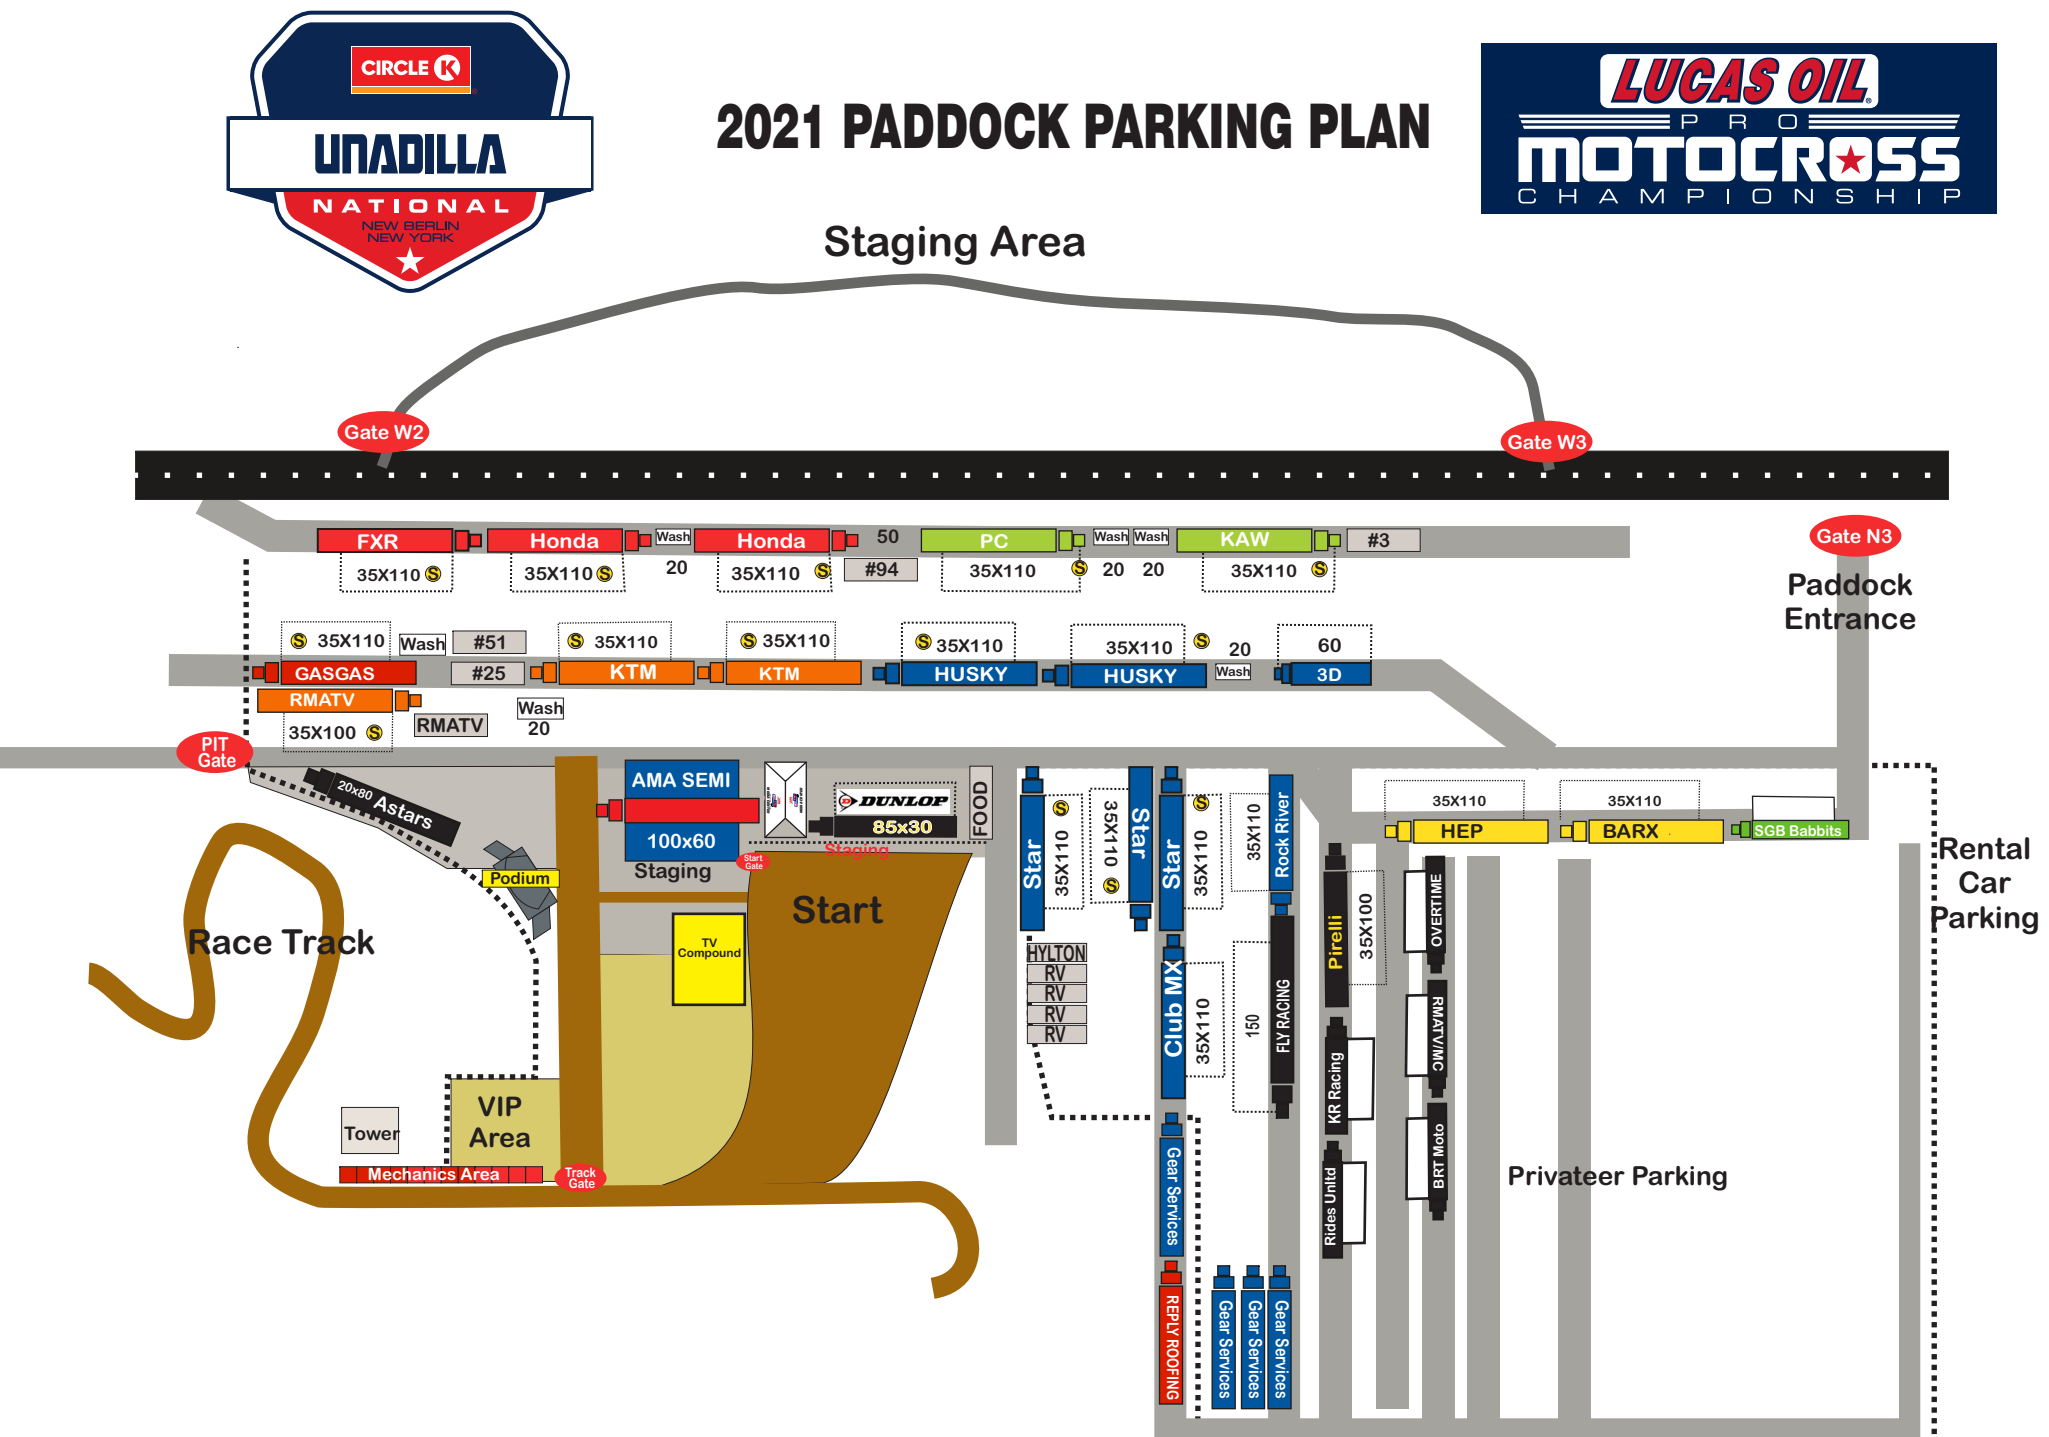 CIRCLE K
UNADILLA
NATIONAL
NEW BERLIN
NEW YORK
2021 PADDOCK PARKING PLAN
LUCAS OIL
PRO
MOTOCROSS
CHAMPIONSHIP
Staging Area
Gate W2
Gate W3
FXR
Honda
Wash
Honda
50
PC
Wash
Wash
KAW
#3
Gate N3
35X110 S
35X110 S
20
35X110 S
#94
35X110 S
20
20
35X110 S
Paddock
Entrance
S 35X110
Wash
#51
S 35X110
S 35X110
S 35X110
35X110 S
20
60
GASGAS
#25
KTM
KTM
HUSKY
HUSKY
Wash
3D
RMATV
Wash
20
35X100 S
RMATV
PIT
Gate
20x80 Astars
AMA SEMI
100x60
Staging
DUNLOP
85x30
Staging
FOOD
Start
Gate
Podium
Start
TV
Compound
Race Track
Star
35X110 S
35X110 S
Star
Star
35X110 S
35X110
Rock River
HYLTON
RV
RV
RV
RV
Club MX
35X110
150
FLY RACING
Pirelli
35X100
35X110
HEP
35X110
BARX
SGB Babbits
OVERTIME
RMATV/MC
BRT Moto
KR Racing
Rides Unltd
Rental
Car
Parking
Privateer Parking
VIP
Area
Tower
Mechanics Area
Track
Gate
Gear Services
REPLY ROOFING
Gear Services
Gear Services
Gear Services